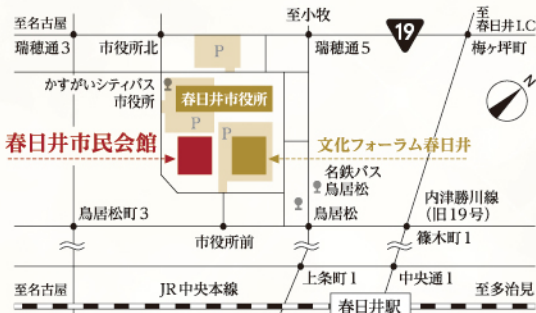 至名古屋
至小牧
至
春日井I.C
瑞穂通3
市役所北
瑞穂通5
19
梅ヶ坪町
P
N
かすがいシティバス
市役所
春日井市役所
P
P
春日井市民会館
文化フォーラム春日井
名鉄バス
鳥居松
内津勝川線
(旧19号)
鳥居松町3
市役所前
鳥居松
篠木町1
上条町1
中央通1
至名古屋
JR中央本線
春日井駅
至多治見